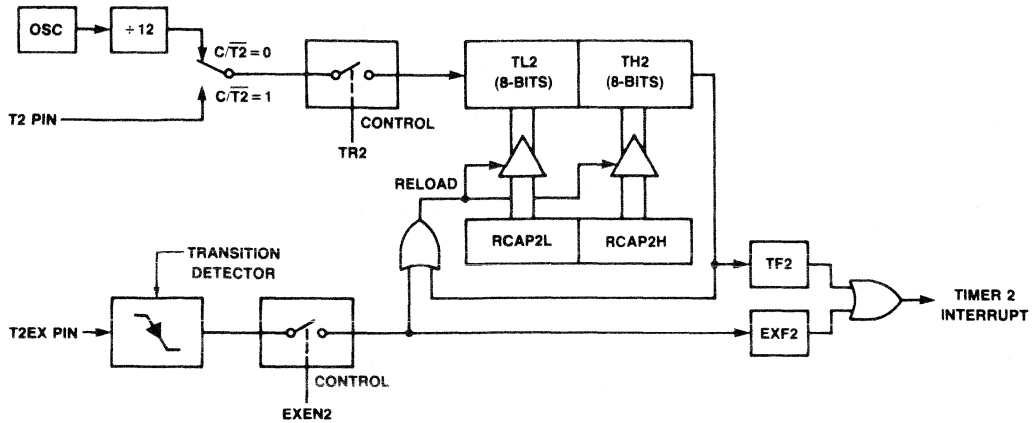 OSC
÷12
C/T2̅ = 0
C/T2̅ = 1
T2 PIN
CONTROL
TR2
TL2
(8-BITS)
TH2
(8-BITS)
RELOAD
RCAP2L
RCAP2H
TRANSITION
DETECTOR
T2EX PIN
CONTROL
EXEN2
TF2
EXF2
TIMER 2
INTERRUPT